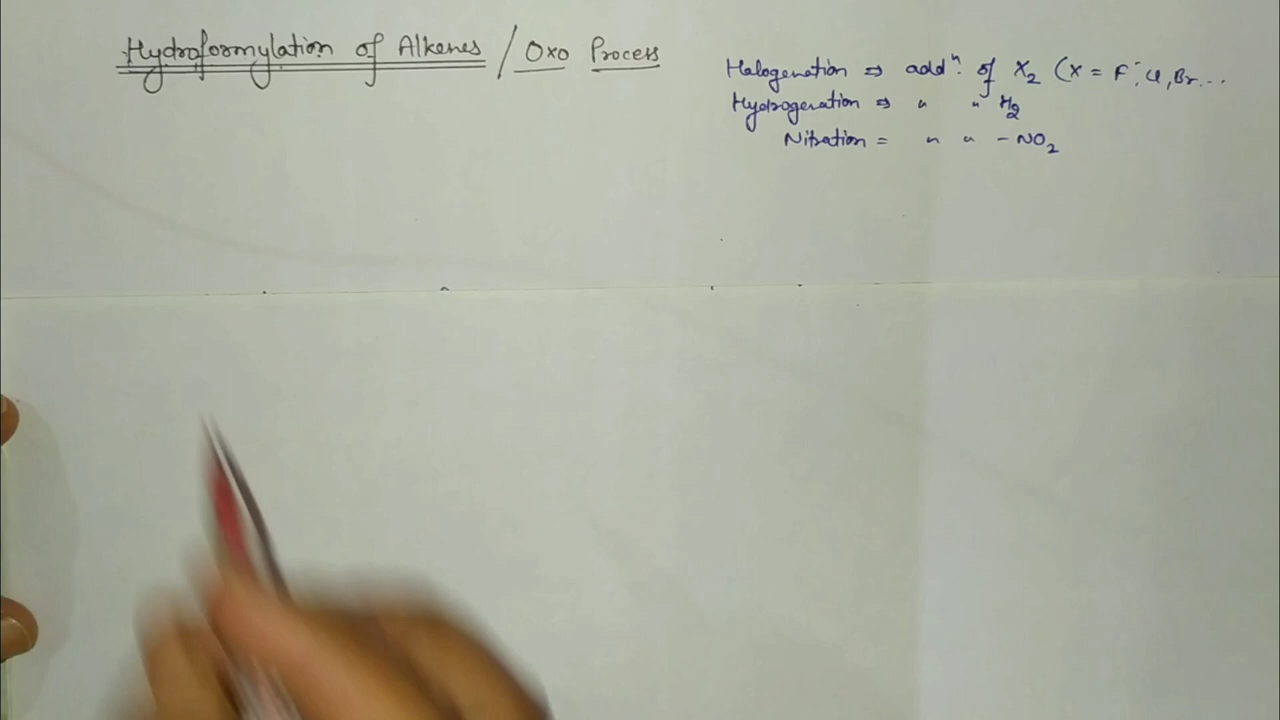 Hydroformylation of Alkenes / Oxo Process
Halogenation ⇒ addⁿ. of X₂ (X = F, Cl, Br...
Hydrogenation ⇒ " " H₂
Nitration = " " -NO₂